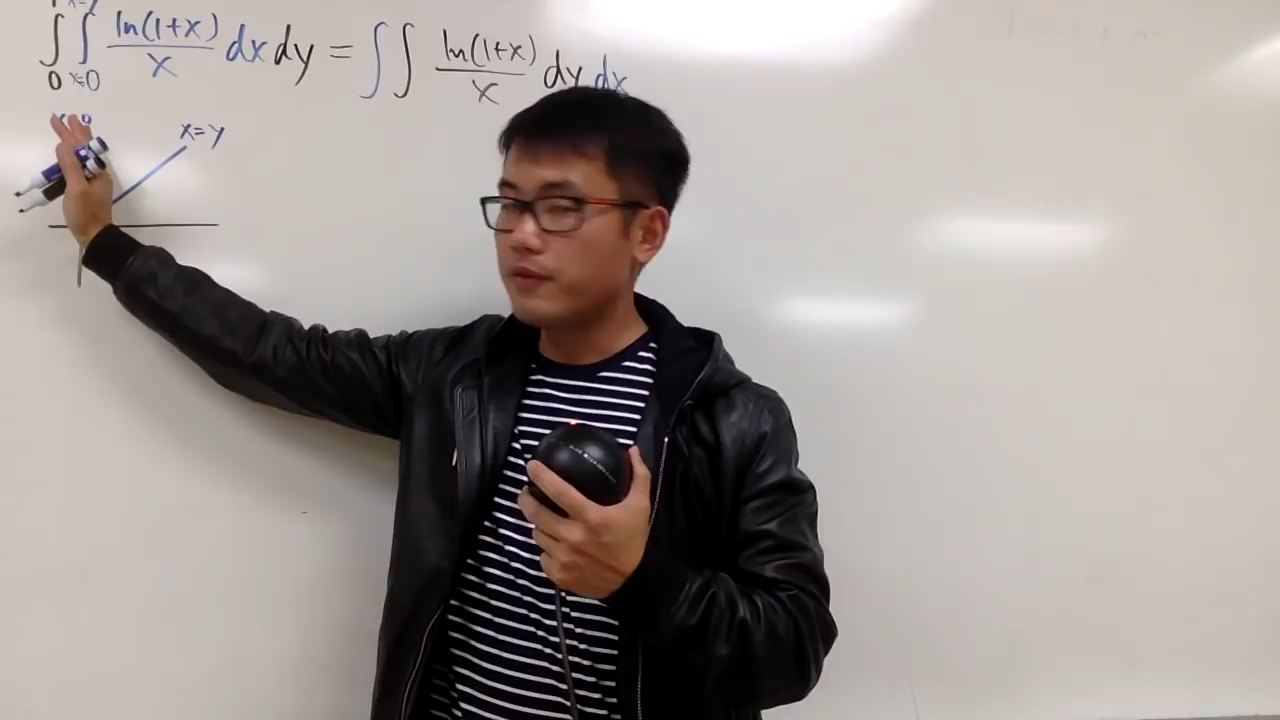 ∫ ∫ ln(1+x)/x dx dy = ∫ ∫ ln(1+x)/x dy dx
0 x=0
x=y